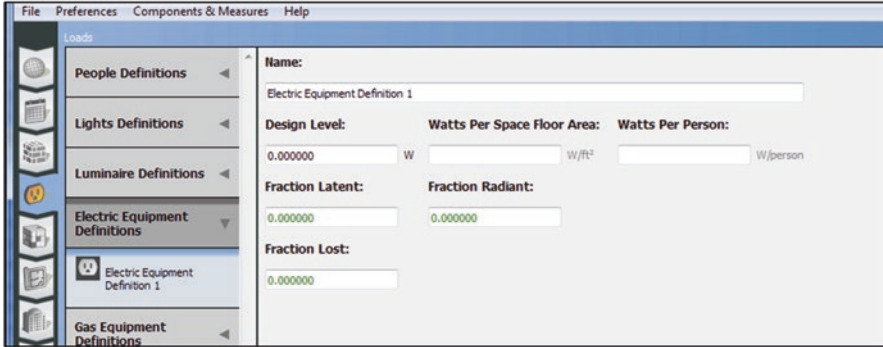 File Preferences Components & Measures Help
Loads
People Definitions
Lights Definitions
Luminaire Definitions
Electric Equipment
Definitions
Electric Equipment
Definition 1
Gas Equipment
Definitions
Name:
Electric Equipment Definition 1
Design Level: Watts Per Space Floor Area: Watts Per Person:
0.000000 W W/ft² W/person
Fraction Latent: Fraction Radiant:
0.000000 0.000000
Fraction Lost:
0.000000